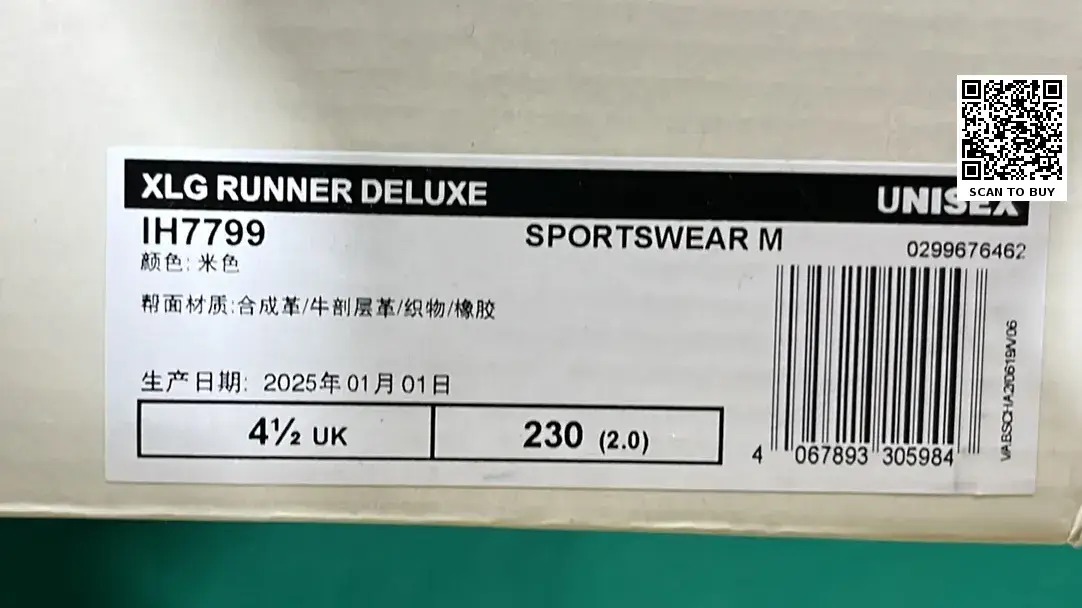 SCAN TO BUY
XLG RUNNER DELUXE
UNISEX
IH7799
SPORTSWEAR M
0299676462
颜色: 米色
帮面材质:合成革/牛剖层革/织物/橡胶
生产日期: 2025年01月01日
4½ UK
230 (2.0)
4 067893 305984